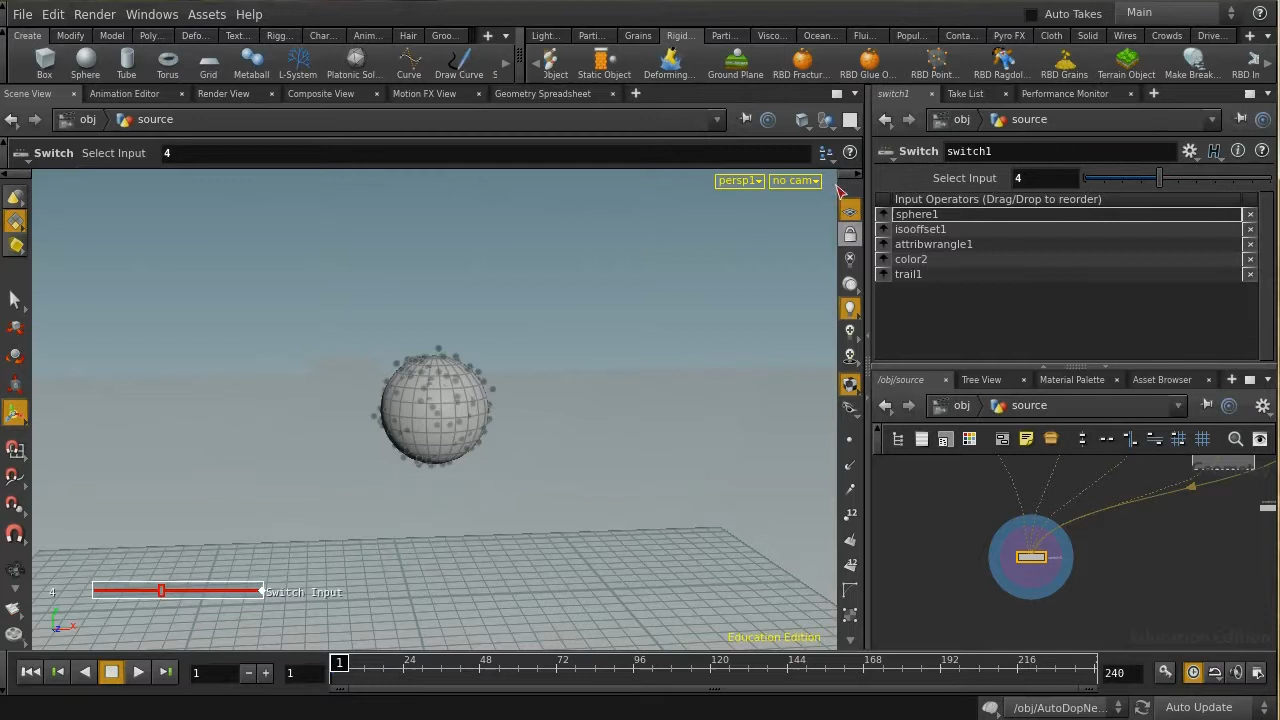 File Edit Render Windows Assets Help
Auto Takes Main
Create Modify Model Poly... Defo... Text... Rigg... Char... Anim... Hair Groo... Light... Parti... Grains Rigid... Parti... Visco... Ocean... Flui... Popul... Conta... Pyro FX Cloth Solid Wires Crowds Drive...
Box Sphere Tube Torus Grid Metaball L-System Platonic Sol... Curve Draw Curve S Object Static Object Deforming... Ground Plane RBD Fractur... RBD Glue O... RBD Point... RBD Ragdol... RBD Grains Terrain Object Make Break... RBD In
Scene View Animation Editor Render View Composite View Motion FX View Geometry Spreadsheet switch1 Take List Performance Monitor
obj source obj source
Switch Select Input 4 Switch switch1
persp1 no cam Select Input 4
Input Operators (Drag/Drop to reorder)
sphere1
isooffset1
attribwrangle1
color2
trail1
/obj/source Tree View Material Palette Asset Browser
obj source
12
12
4 Switch Input
z x
Education Edition
Education Edition
1 1 1 24 48 72 96 120 144 168 192 216 240
/obj/AutoDopNe... Auto Update